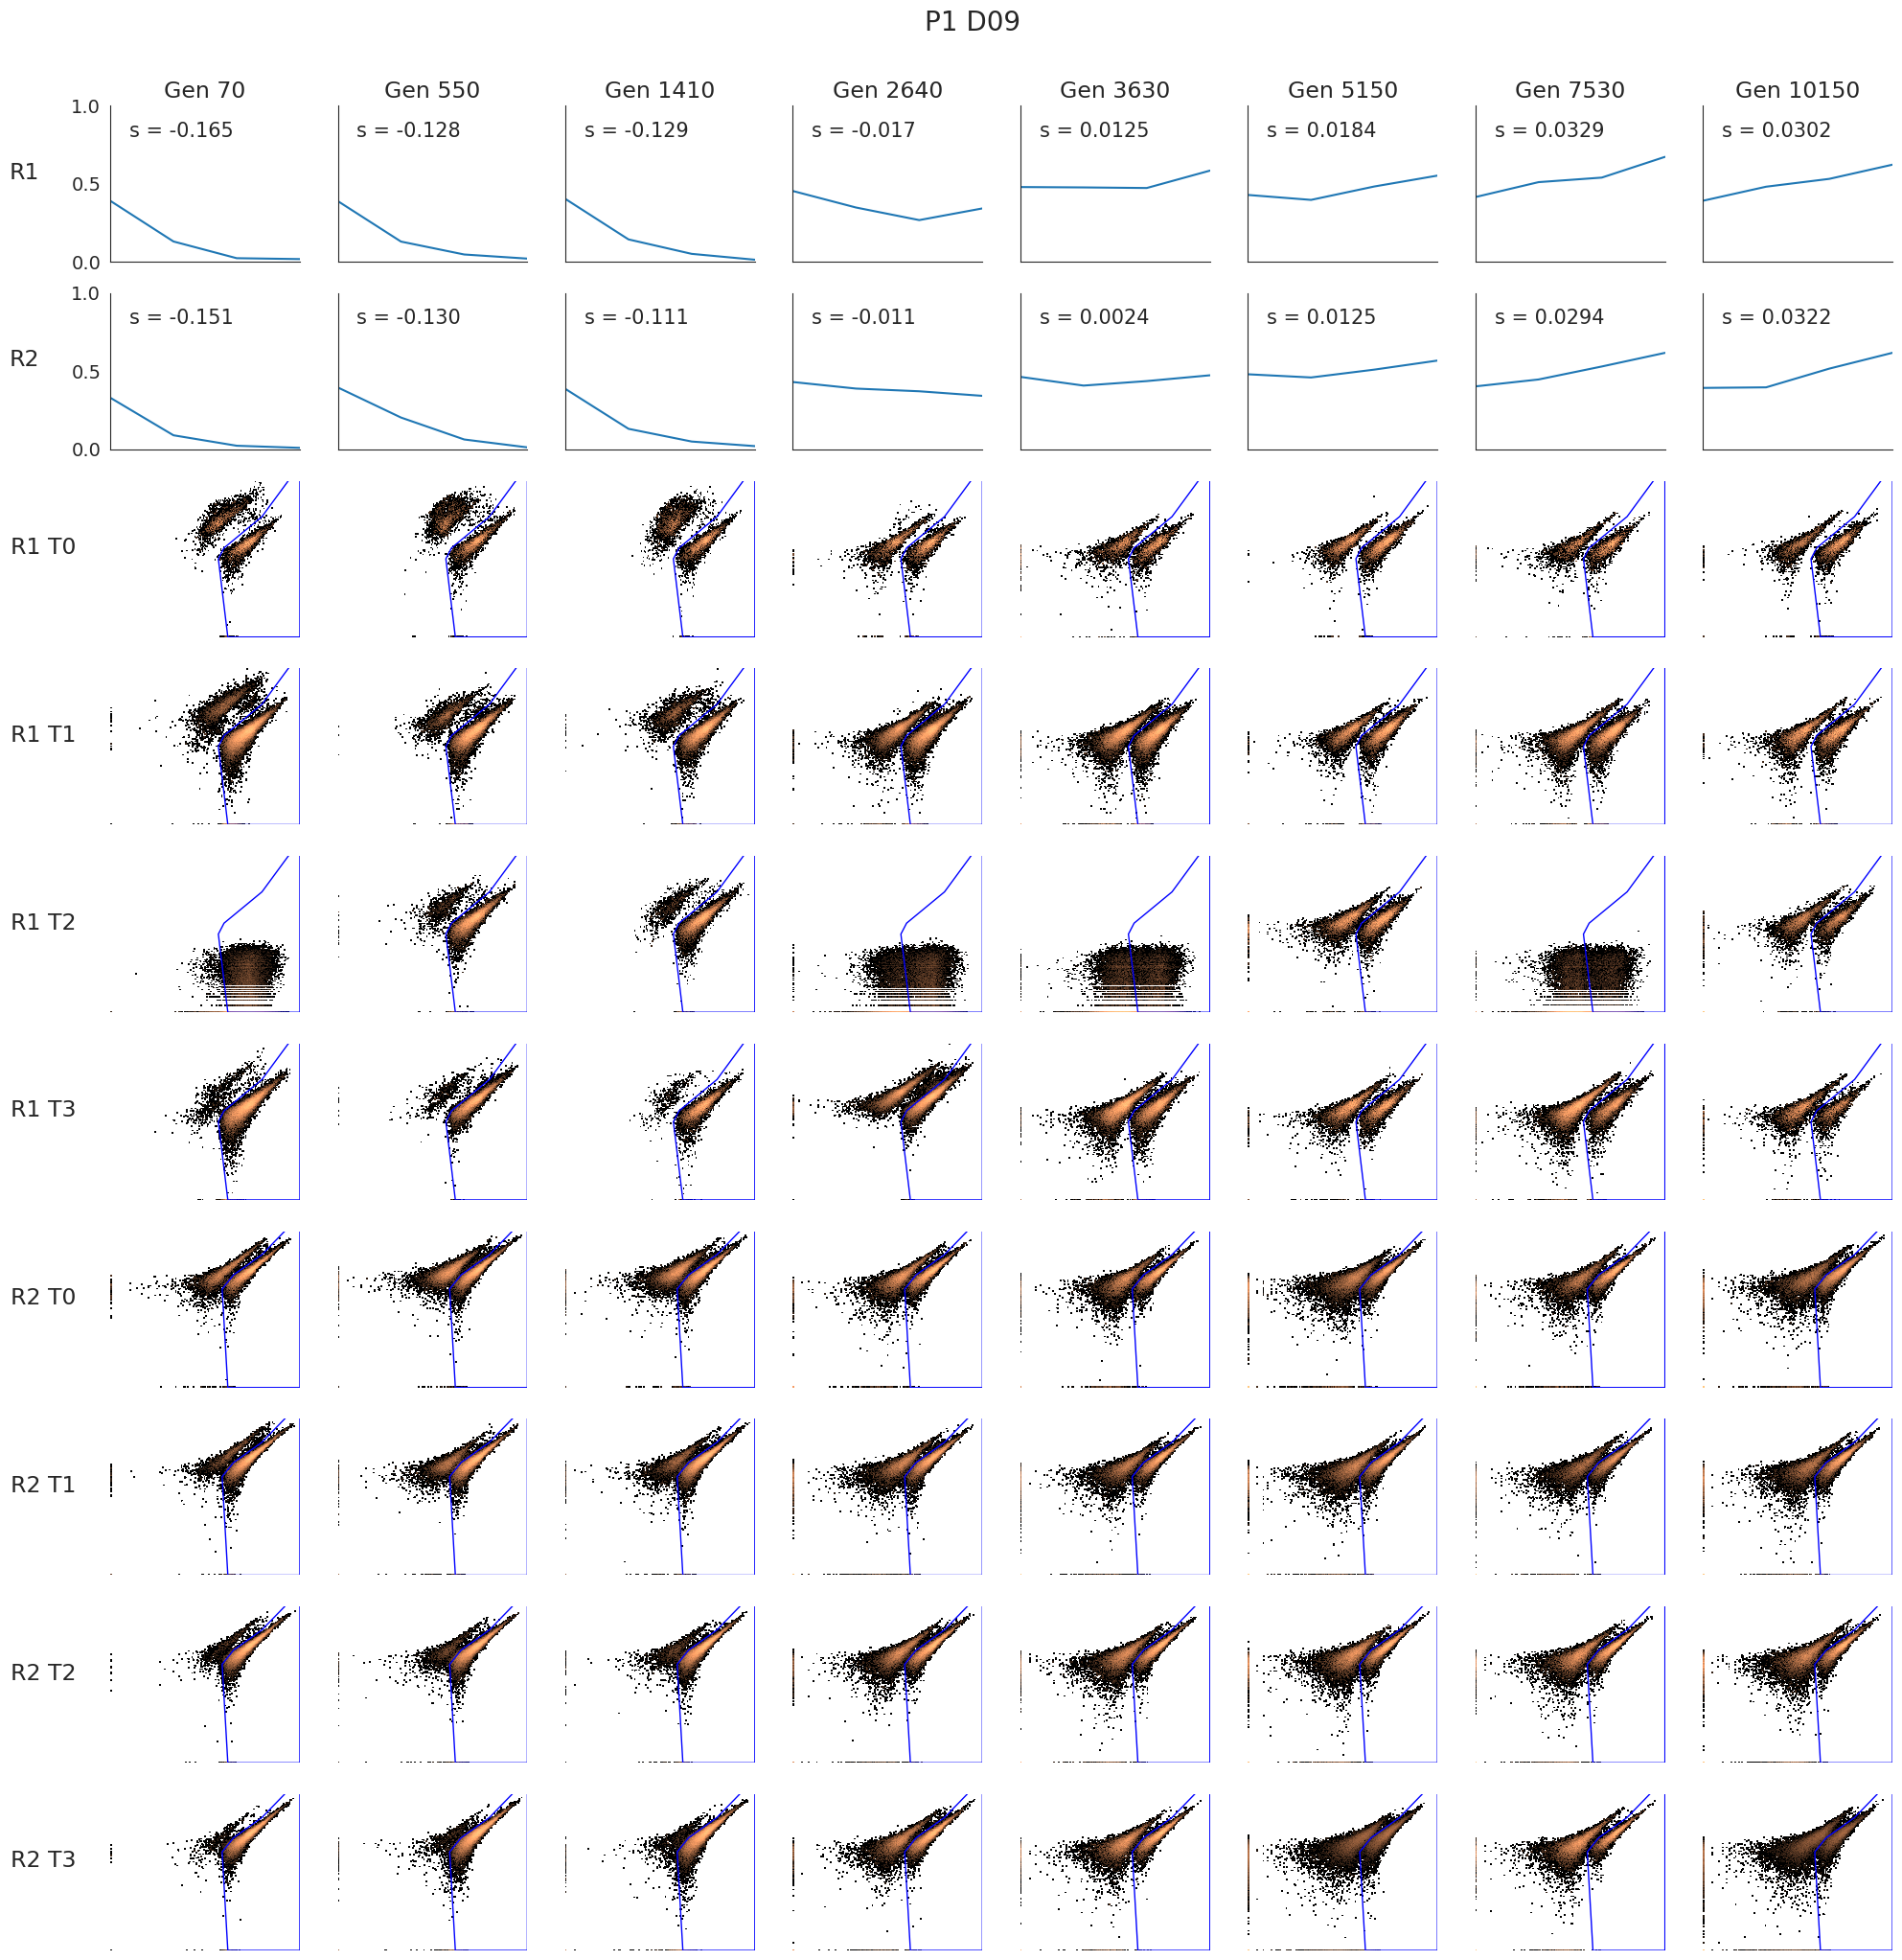 P1 D09
Gen 70 Gen 550 Gen 1410 Gen 2640 Gen 3630 Gen 5150 Gen 7530 Gen 10150
1.0
s = -0.165 s = -0.128 s = -0.129 s = -0.017 s = 0.0125 s = 0.0184 s = 0.0329 s = 0.0302
R1
0.5
0.0
1.0
s = -0.151 s = -0.130 s = -0.111 s = -0.011 s = 0.0024 s = 0.0125 s = 0.0294 s = 0.0322
R2
0.5
0.0
R1 T0
R1 T1
R1 T2
R1 T3
R2 T0
R2 T1
R2 T2
R2 T3